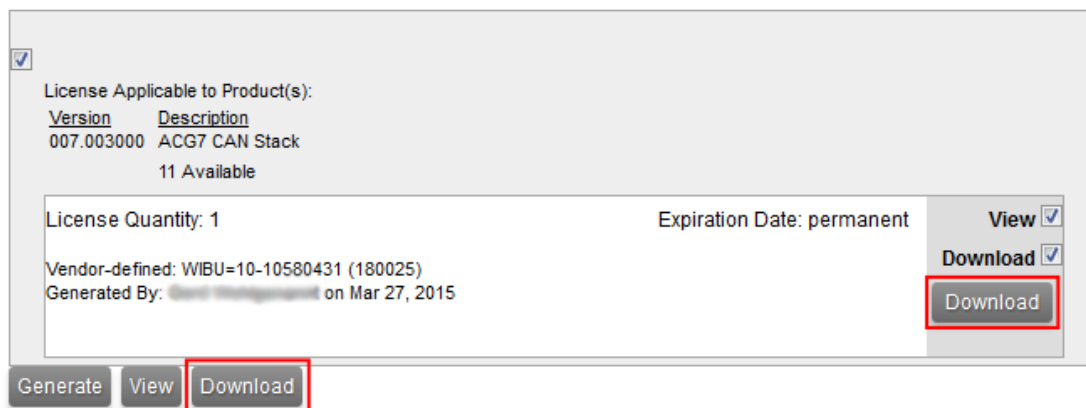 License Applicable to Product(s):
Version Description
007.003000 ACG7 CAN Stack
11 Available
License Quantity: 1 Expiration Date: permanent View
Download
Vendor-defined: WIBU=10-10580431 (180025)
Generated By: on Mar 27, 2015
Download
Generate View Download